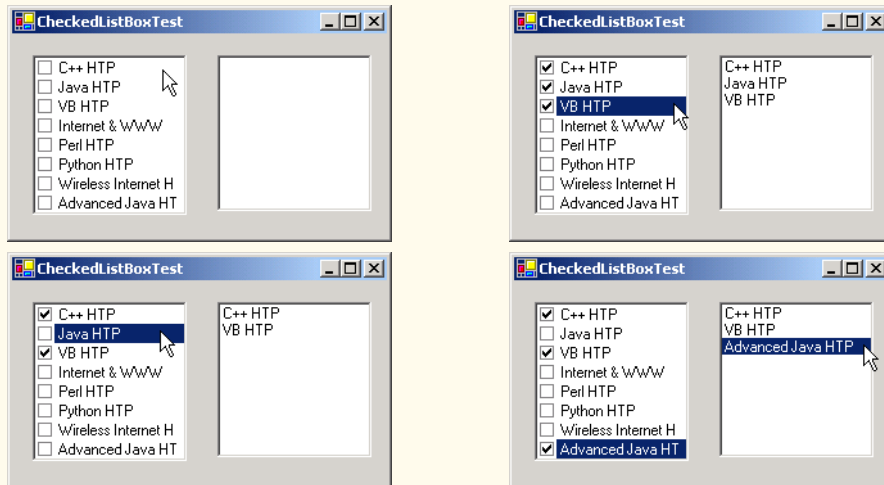 CheckedListBoxTest
C++ HTP
Java HTP
VB HTP
Internet & WWW
Perl HTP
Python HTP
Wireless Internet H
Advanced Java HT
CheckedListBoxTest
C++ HTP
Java HTP
VB HTP
Internet & WWW
Perl HTP
Python HTP
Wireless Internet H
Advanced Java HT
C++ HTP
Java HTP
VB HTP
CheckedListBoxTest
C++ HTP
Java HTP
VB HTP
Internet & WWW
Perl HTP
Python HTP
Wireless Internet H
Advanced Java HT
C++ HTP
VB HTP
CheckedListBoxTest
C++ HTP
Java HTP
VB HTP
Internet & WWW
Perl HTP
Python HTP
Wireless Internet H
Advanced Java HT
C++ HTP
VB HTP
Advanced Java HTP